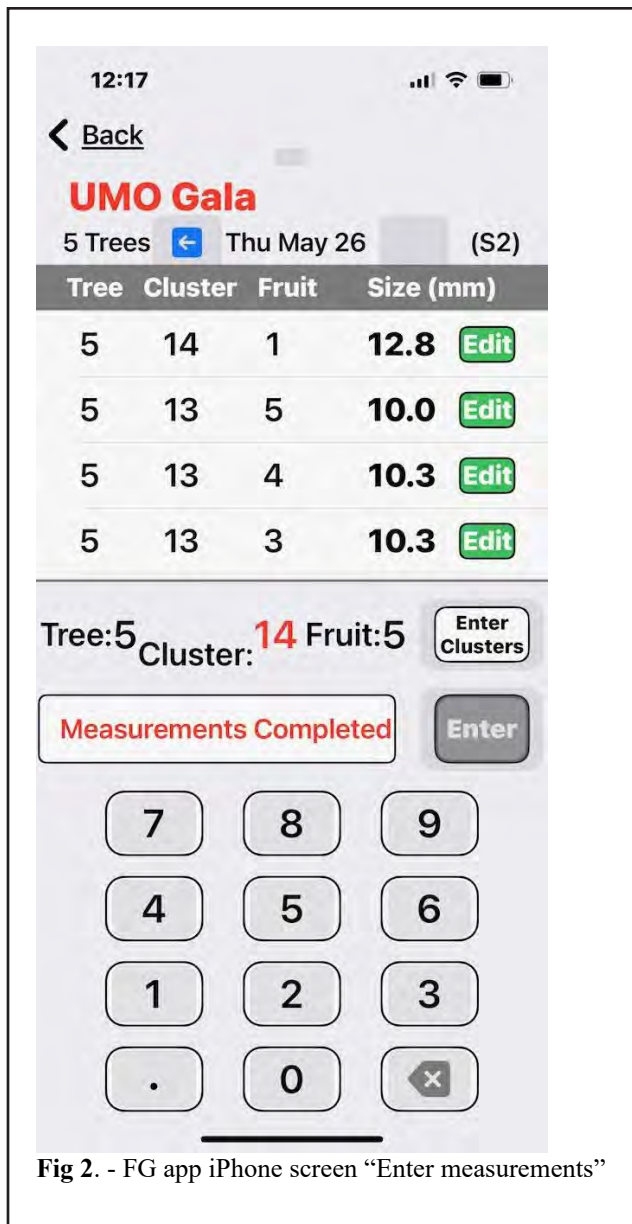 12:17
Back
UMO Gala
5 Trees Thu May 26 (S2)
Tree Cluster Fruit Size (mm)
5 14 1 12.8 Edit
5 13 5 10.0 Edit
5 13 4 10.3 Edit
5 13 3 10.3 Edit
Tree:5 Cluster: 14 Fruit:5 Enter Clusters
Measurements Completed Enter
7 8 9
4 5 6
1 2 3
. 0
Fig 2. - FG app iPhone screen “Enter measurements”